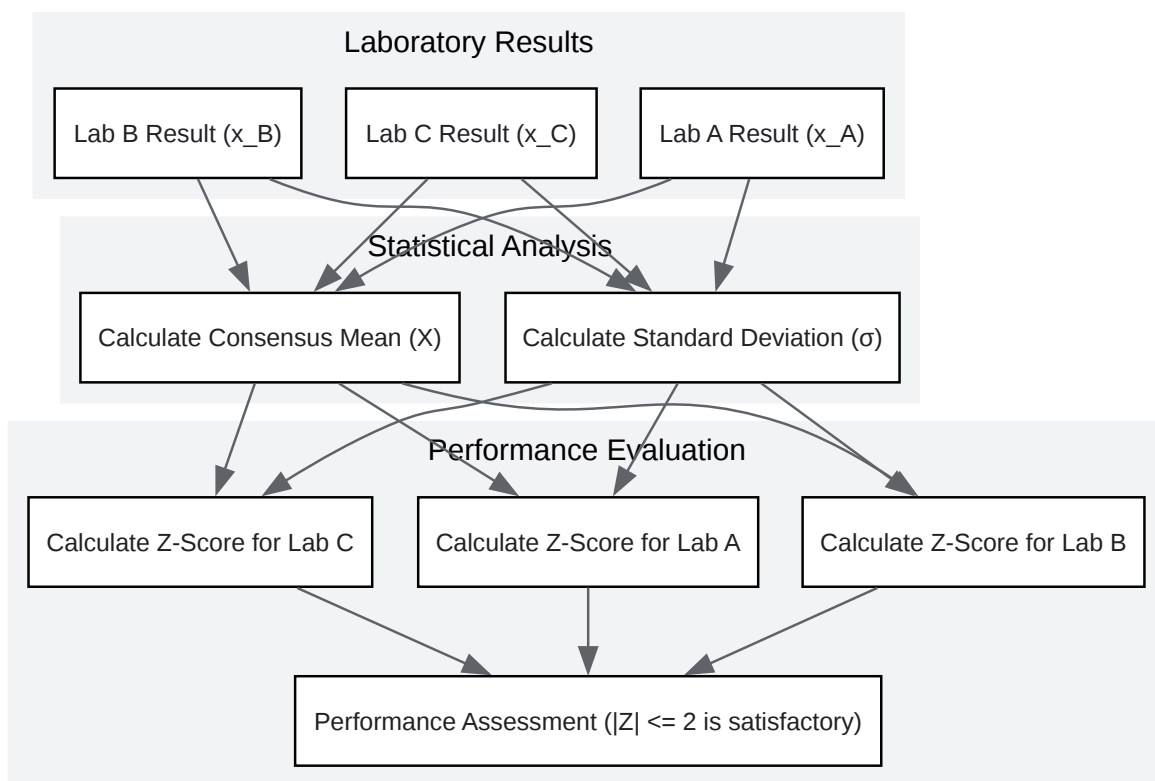 Laboratory Results
Lab B Result (x_B)
Lab C Result (x_C)
Lab A Result (x_A)
Statistical Analysis
Calculate Consensus Mean (X)
Calculate Standard Deviation (σ)
Performance Evaluation
Calculate Z-Score for Lab C
Calculate Z-Score for Lab A
Calculate Z-Score for Lab B
Performance Assessment (|Z| <= 2 is satisfactory)